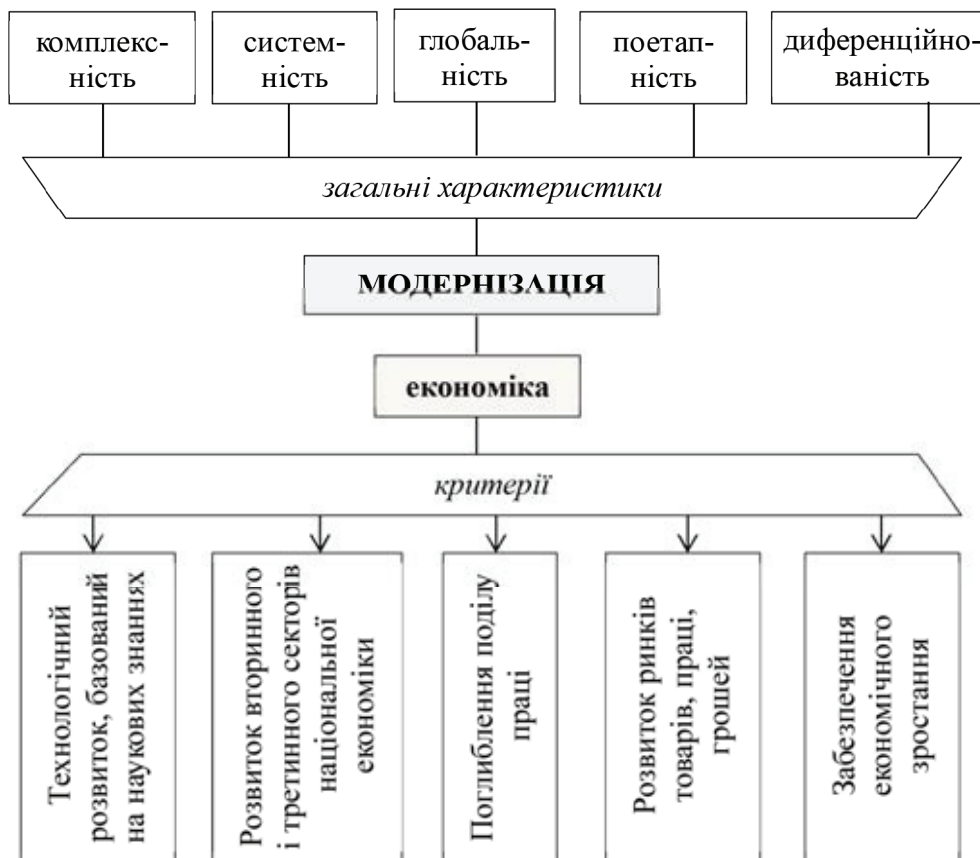 комплекс-
ність
систем-
ність
глобаль-
ність
поетап-
ність
диференційно-
ваність
загальні характеристики
МОДЕРНІЗАЦІЯ
економіка
критерії
Технологічний
розвиток, базований
на наукових знаннях
Розвиток вторинного
і третинного секторів
національної
економіки
Поглиблення поділу
праці
Розвиток ринків
товарів, праці,
грошей
Забезпечення
економічного
зростання